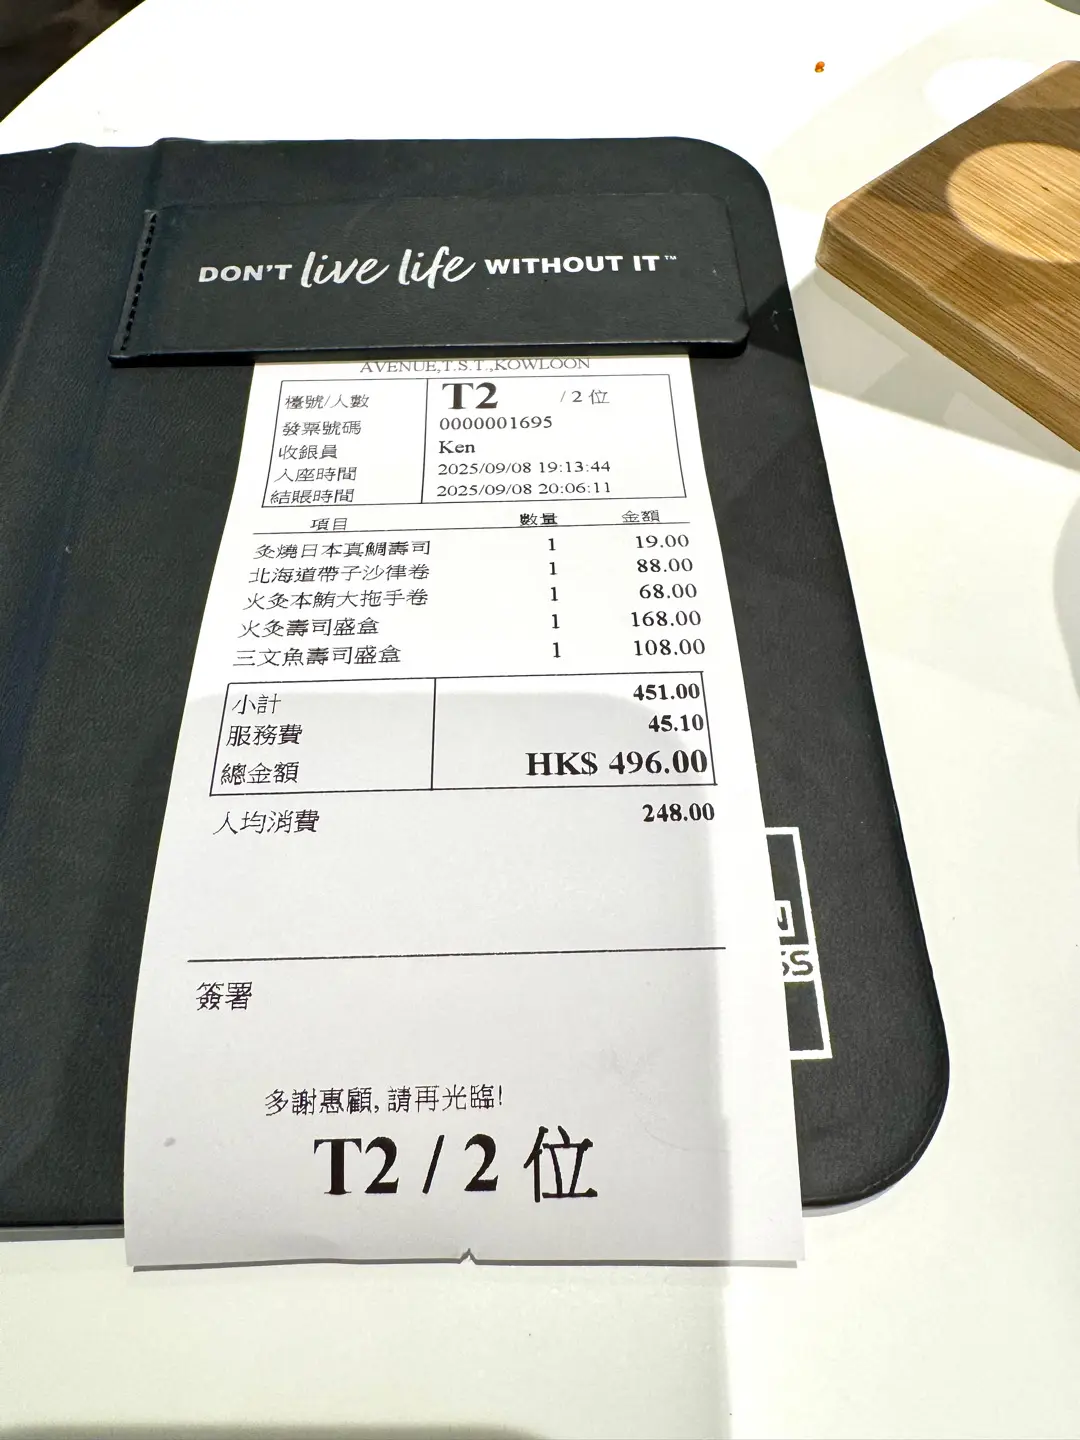 DON'T live life WITHOUT IT™
AVENUE,T.S.T.,KOWLOON
檯號/人數 T2 / 2 位
發票號碼 0000001695
收銀員 Ken
入座時間 2025/09/08 19:13:44
結賬時間 2025/09/08 20:06:11
項目 數量 金額
炙燒日本真鯛壽司 1 19.00
北海道帶子沙律卷 1 88.00
火炙本鮪大拖手卷 1 68.00
火炙壽司盛盒 1 168.00
三文魚壽司盛盒 1 108.00
小計 451.00
服務費 45.10
總金額 HK$ 496.00
人均消費 248.00
簽署
多謝惠顧, 請再光臨!
T2 / 2 位